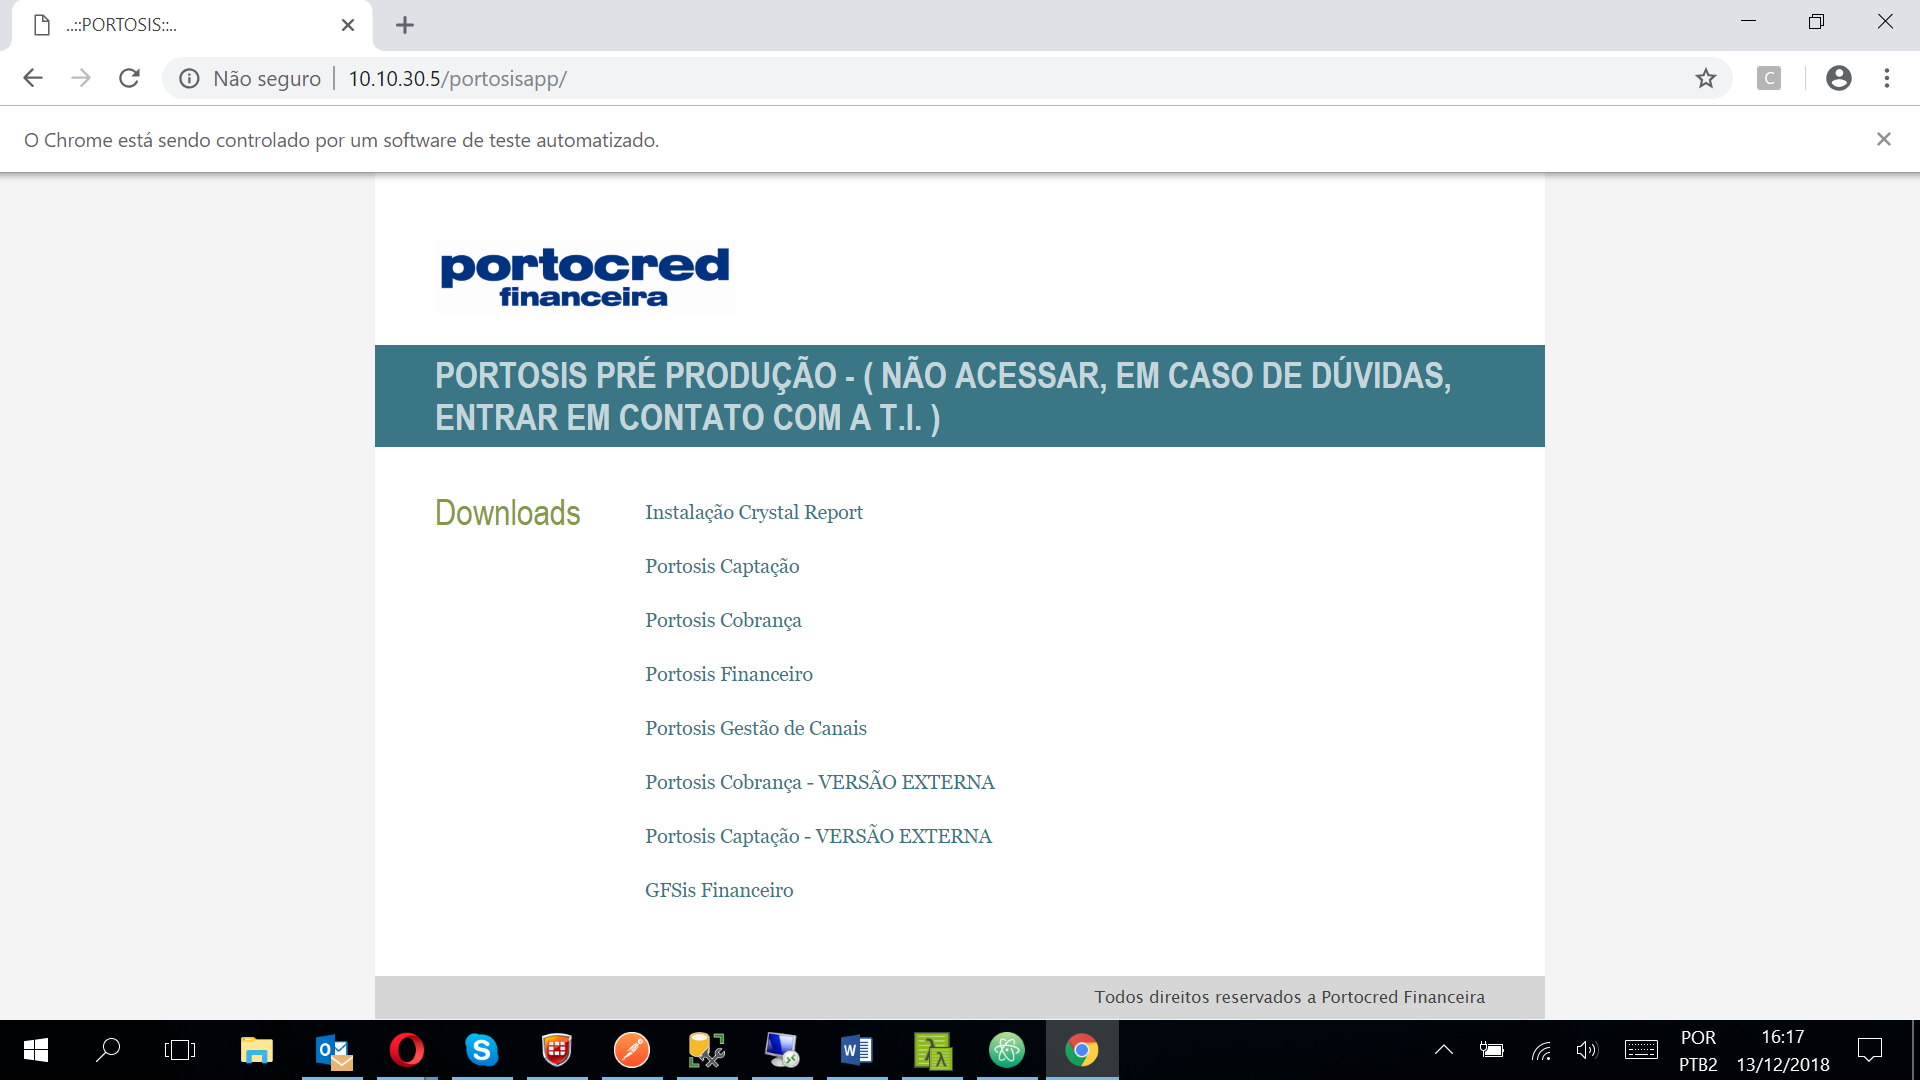 ..::PORTOSIS::..
Não seguro
10.10.30.5/portosisapp/
C
O Chrome está sendo controlado por um software de teste automatizado.
portocred
financeira
PORTOSIS PRÉ PRODUÇÃO - ( NÃO ACESSAR, EM CASO DE DÚVIDAS,
ENTRAR EM CONTATO COM A T.I. )
Downloads
Instalação Crystal Report
Portosis Captação
Portosis Cobrança
Portosis Financeiro
Portosis Gestão de Canais
Portosis Cobrança - VERSÃO EXTERNA
Portosis Captação - VERSÃO EXTERNA
GFSis Financeiro
Todos direitos reservados a Portocred Financeira
POR
PTB2
16:17
13/12/2018